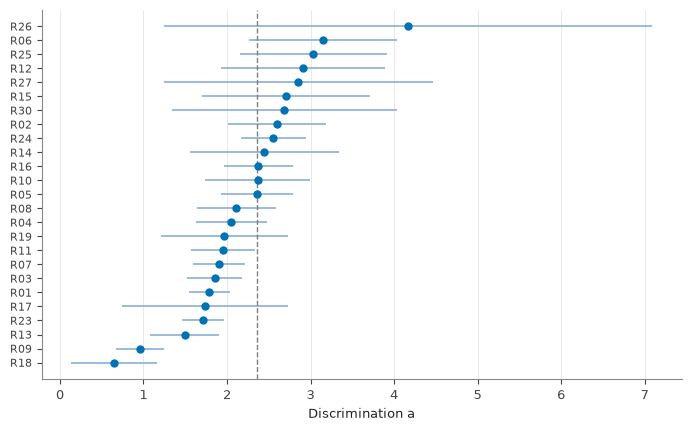 R26
R06
R25
R12
R27
R15
R30
R02
R24
R14
R16
R10
R05
R08
R04
R19
R11
R07
R03
R01
R17
R23
R13
R09
R18
0 1 2 3 4 5 6 7
Discrimination a